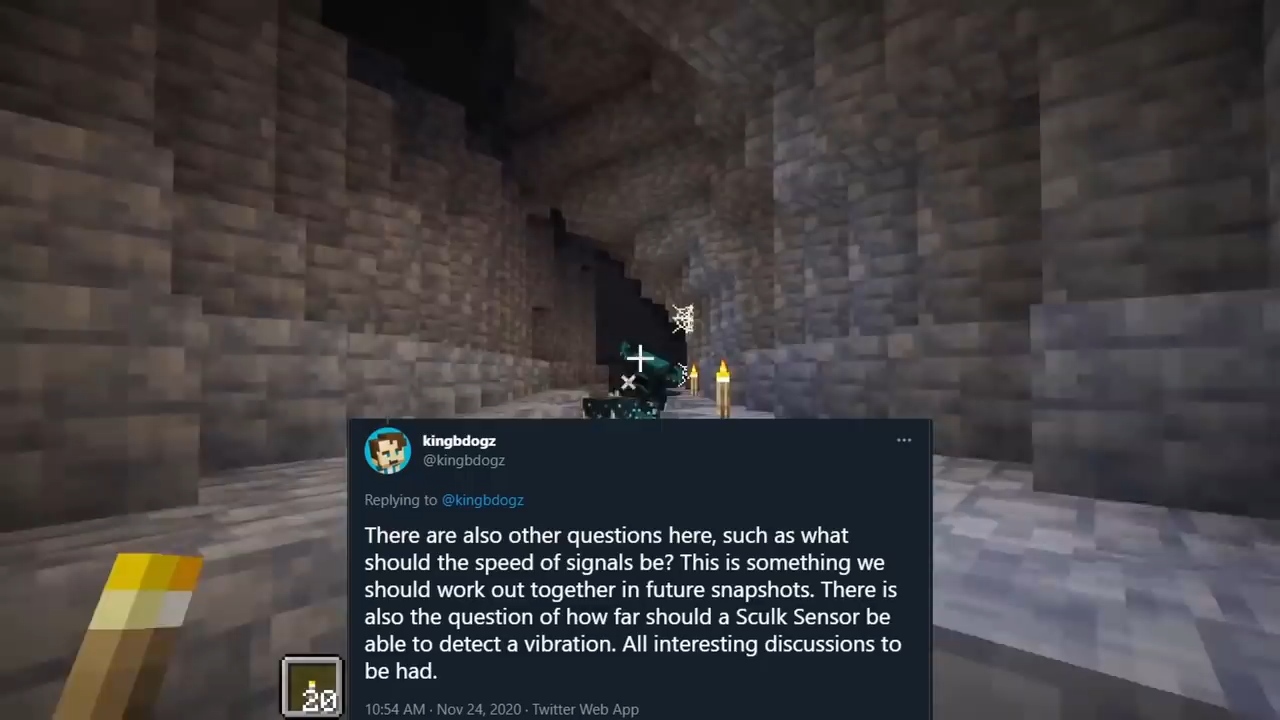 kingbdogz
@kingbdogz
Replying to @kingbdogz
There are also other questions here, such as what
should the speed of signals be? This is something we
should work out together in future snapshots. There is
also the question of how far should a Sculk Sensor be
able to detect a vibration. All interesting discussions to
be had.
20
10:54 AM · Nov 24, 2020 · Twitter Web App